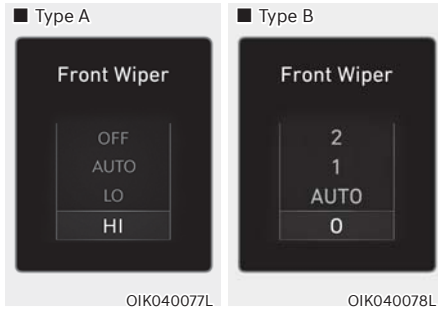 ■ Type A
Front Wiper
OFF
AUTO
LO
HI
OIK040077L
■ Type B
Front Wiper
2
1
AUTO
0
OIK040078L